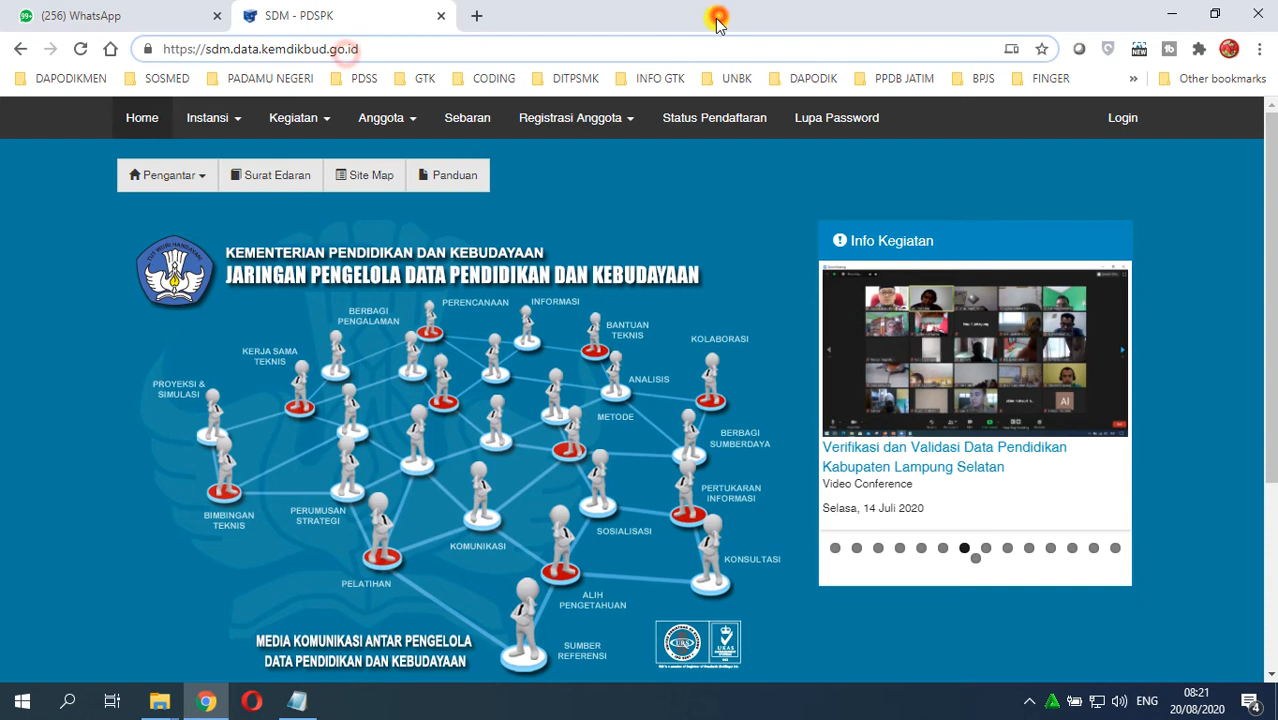 (256) WhatsApp
SDM - PDSPK
https://sdm.data.kemdikbud.go.id
DAPODIKMEN
SOSMED
PADAMU NEGERI
PDSS
GTK
CODING
DITPSMK
INFO GTK
UNBK
DAPODIK
PPDB JATIM
BPJS
FINGER
Other bookmarks
Home
Instansi
Kegiatan
Anggota
Sebaran
Registrasi Anggota
Status Pendaftaran
Lupa Password
Login
Pengantar
Surat Edaran
Site Map
Panduan
KEMENTERIAN PENDIDIKAN DAN KEBUDAYAAN
JARINGAN PENGELOLA DATA PENDIDIKAN DAN KEBUDAYAAN
PERENCANAAN
INFORMASI
BERBAGI
PENGALAMAN
BANTUAN
TEKNIS
KOLABORASI
KERJA SAMA
TEKNIS
ANALISIS
PROYEKSI &
SIMULASI
METODE
BERBAGI
SUMBERDAYA
PERTUKARAN
INFORMASI
BIMBINGAN
TEKNIS
PERUMUSAN
STRATEGI
KOMUNIKASI
SOSIALISASI
KONSULTASI
PELATIHAN
ALIH
PENGETAHUAN
SUMBER
REFERENSI
MEDIA KOMUNIKASI ANTAR PENGELOLA
DATA PENDIDIKAN DAN KEBUDAYAAN
UKAS
Info Kegiatan
AI
Verifikasi dan Validasi Data Pendidikan
Kabupaten Lampung Selatan
Video Conference
Selasa, 14 Juli 2020
ENG
08:21
20/08/2020
4